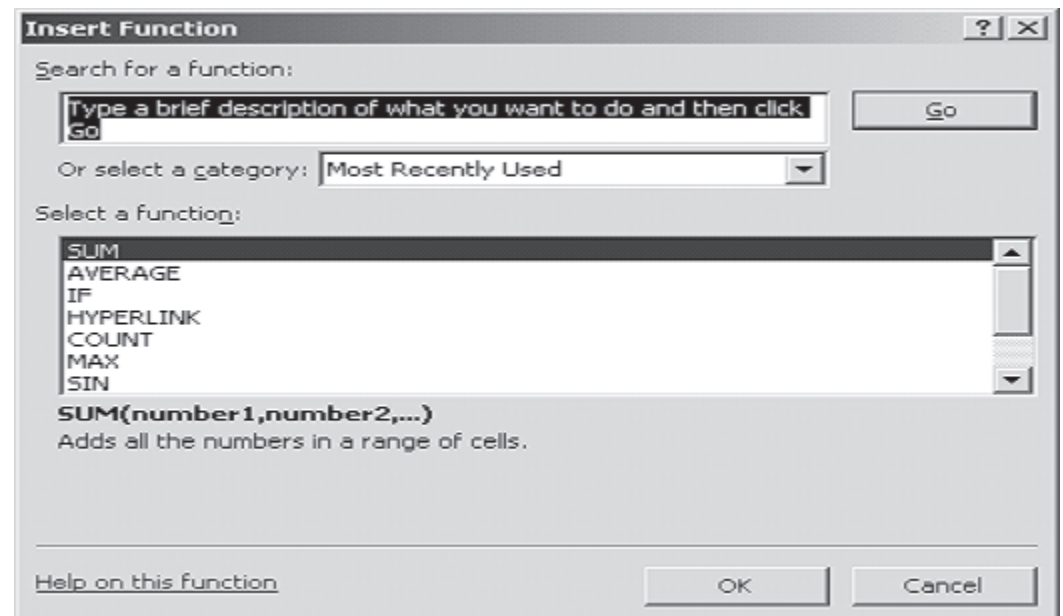 Insert Function
? X
Search for a function:
Type a brief description of what you want to do and then click
Go
Go
Or select a category: Most Recently Used
Select a function:
SUM
AVERAGE
IF
HYPERLINK
COUNT
MAX
SIN
SUM(number1,number2,...)
Adds all the numbers in a range of cells.
Help on this function
OK
Cancel